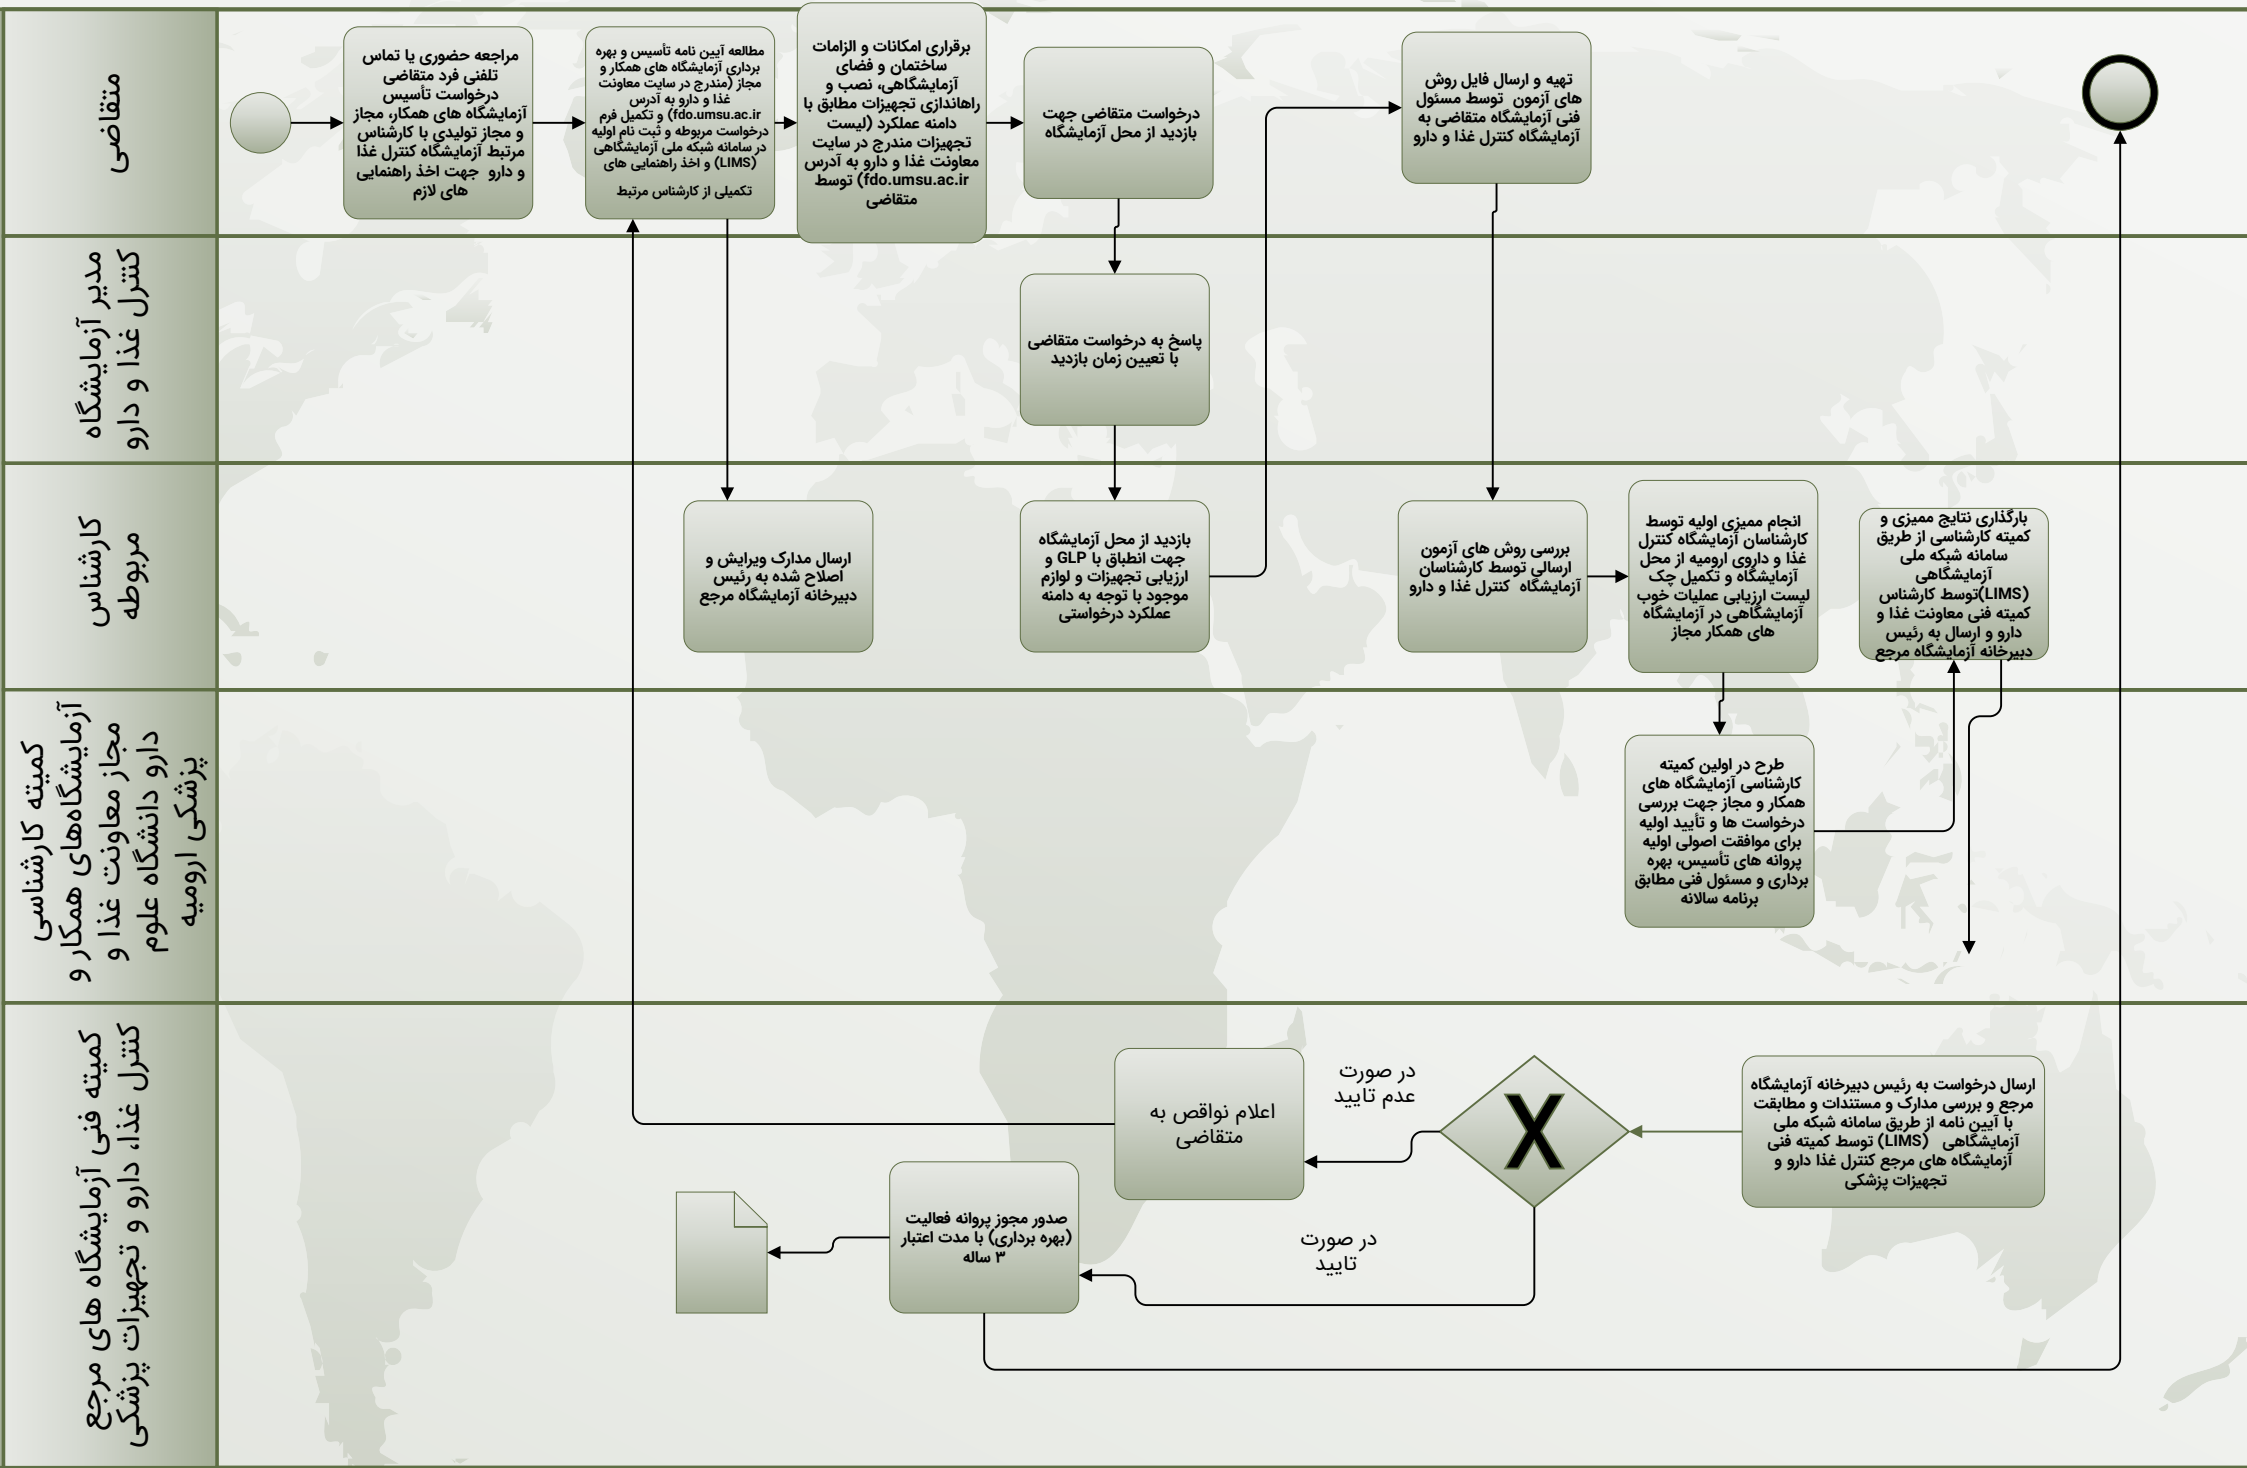 متقاضی
مراجعه حضوری یا تماس
تلفنی فرد متقاضی
درخواست تأسیس
آزمایشگاه های همکار، مجاز
و مجاز تولیدی با کارشناس
مرتبط آزمایشگاه کنترل غذا
و دارو جهت اخذ راهنمایی
های لازم
مطالعه آیین نامه تأسیس و بهره
برداری آزمایشگاه های همکار و
مجاز (مندرج در سایت معاونت
غذا و دارو به آدرس
fdo.umsu.ac.ir) و تکمیل فرم
درخواست مربوطه و ثبت نام اولیه
در سامانه شبکه ملی آزمایشگاهی
(LIMS) و اخذ راهنمایی های
تکمیلی از کارشناس مرتبط
برقراری امکانات و الزامات
ساختمان و فضای
آزمایشگاهی، نصب و
راهاندازی تجهیزات مطابق با
دامنه عملکرد (لیست
تجهیزات مندرج در سایت
معاونت غذا و دارو به آدرس
fdo.umsu.ac.ir) توسط
متقاضی
درخواست متقاضی جهت
بازدید از محل آزمایشگاه
تهیه و ارسال فایل روش
های آزمون توسط مسئول
فنی آزمایشگاه متقاضی به
آزمایشگاه کنترل غذا و دارو
مدیر آزمایشگاه
کنترل غذا و دارو
پاسخ به درخواست متقاضی
با تعیین زمان بازدید
کارشناس
مربوطه
ارسال مدارک ویرایش و
اصلاح شده به رئیس
دبیرخانه آزمایشگاه مرجع
بازدید از محل آزمایشگاه
جهت انطباق با GLP و
ارزیابی تجهیزات و لوازم
موجود با توجه به دامنه
عملکرد درخواستی
بررسی روش های آزمون
ارسالی توسط کارشناسان
آزمایشگاه کنترل غذا و دارو
انجام ممیزی اولیه توسط
کارشناسان آزمایشگاه کنترل
غذا و داروی ارومیه از محل
آزمایشگاه و تکمیل چک
لیست ارزیابی عملیات خوب
آزمایشگاهی در آزمایشگاه
های همکار مجاز
بارگذاری نتایج ممیزی و
کمیته کارشناسی از طریق
سامانه شبکه ملی
آزمایشگاهی
(LIMS)توسط کارشناس
کمیته فنی معاونت غذا و
دارو و ارسال به رئیس
دبیرخانه آزمایشگاه مرجع
کمیته کارشناسی
آزمایشگاه‌های همکار و
مجاز معاونت غذا و
دارو دانشگاه علوم
پزشکی ارومیه
طرح در اولین کمیته
کارشناسی آزمایشگاه های
همکار و مجاز جهت بررسی
درخواست ها و تأیید اولیه
برای موافقت اصولی اولیه
پروانه های تأسیس، بهره
برداری و مسئول فنی مطابق
برنامه سالانه
کمیته فنی آزمایشگاه های مرجع
کنترل غذا، دارو و تجهیزات پزشکی
اعلام نواقص به
متقاضی
در صورت
عدم تایید
ارسال درخواست به رئیس دبیرخانه آزمایشگاه
مرجع و بررسی مدارک و مستندات و مطابقت
با آیین نامه از طریق سامانه شبکه ملی
آزمایشگاهی (LIMS) توسط کمیته فنی
آزمایشگاه های مرجع کنترل غذا دارو و
تجهیزات پزشکی
صدور مجوز پروانه فعالیت
(بهره برداری) با مدت اعتبار
۳ ساله
در صورت
تایید